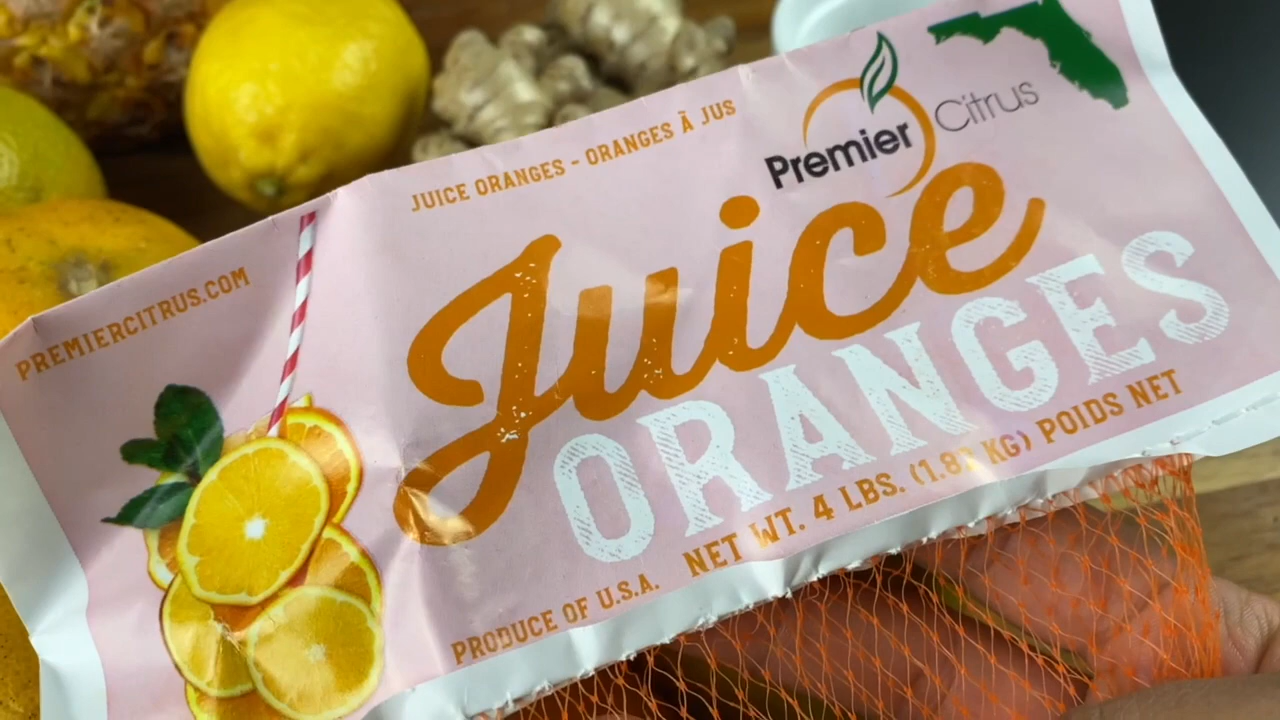 JUICE ORANGES - ORANGES À JUS
Premier Citrus
PREMIERCITRUS.COM
Juice
ORANGES
NET WT. 4 LBS. (1.81 KG) POIDS NET
PRODUCE OF U.S.A.